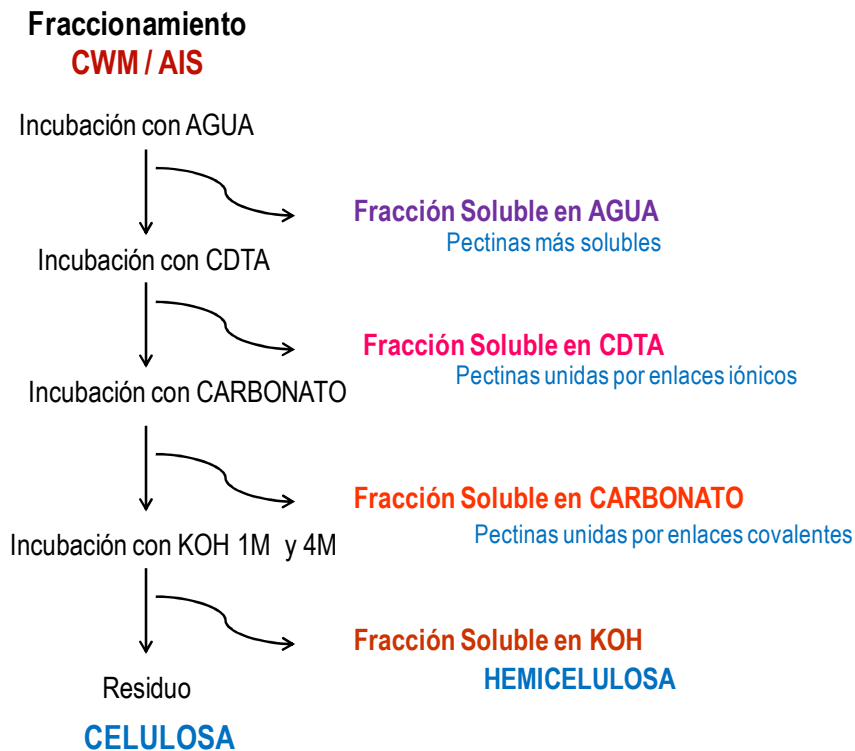 Fraccionamiento
CWM / AIS
Incubación con AGUA
Fracción Soluble en AGUA
Pectinas más solubles
Incubación con CDTA
Fracción Soluble en CDTA
Pectinas unidas por enlaces iónicos
Incubación con CARBONATO
Fracción Soluble en CARBONATO
Pectinas unidas por enlaces covalentes
Incubación con KOH 1M y 4M
Fracción Soluble en KOH
HEMICELULOSA
Residuo
CELULOSA